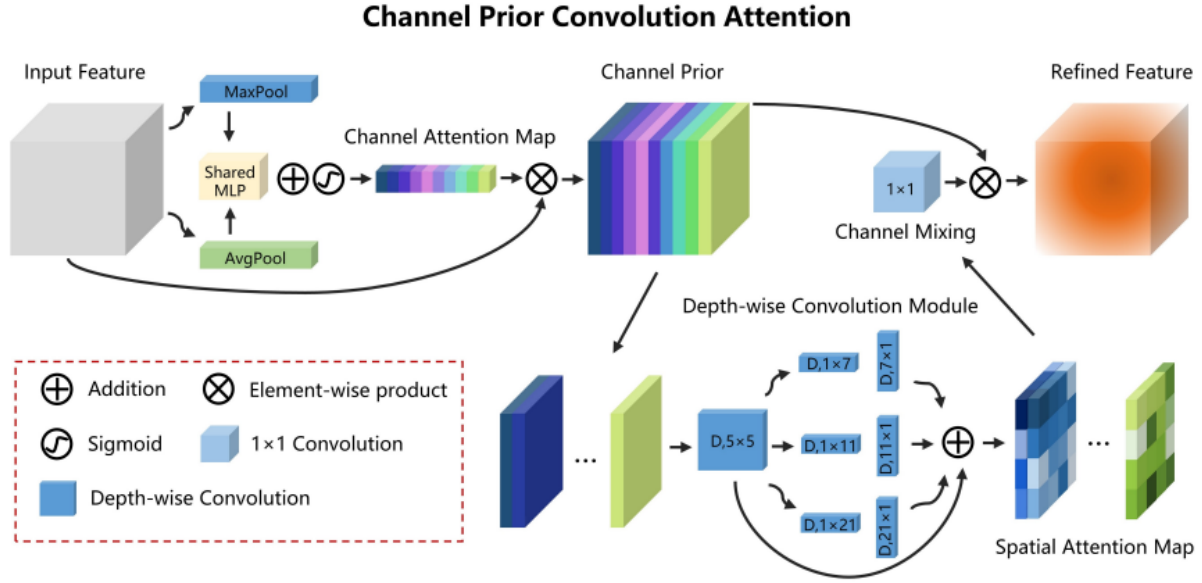 Channel Prior Convolution Attention
Input Feature
MaxPool
Shared
MLP
AvgPool
Channel Attention Map
Channel Prior
1×1
Channel Mixing
Refined Feature
Depth-wise Convolution Module
D,5×5
D,1×7
D,7×1
D,1×11
D,11×1
D,1×21
D,21×1
...
...
Spatial Attention Map
Addition
Element-wise product
Sigmoid
1×1 Convolution
Depth-wise Convolution